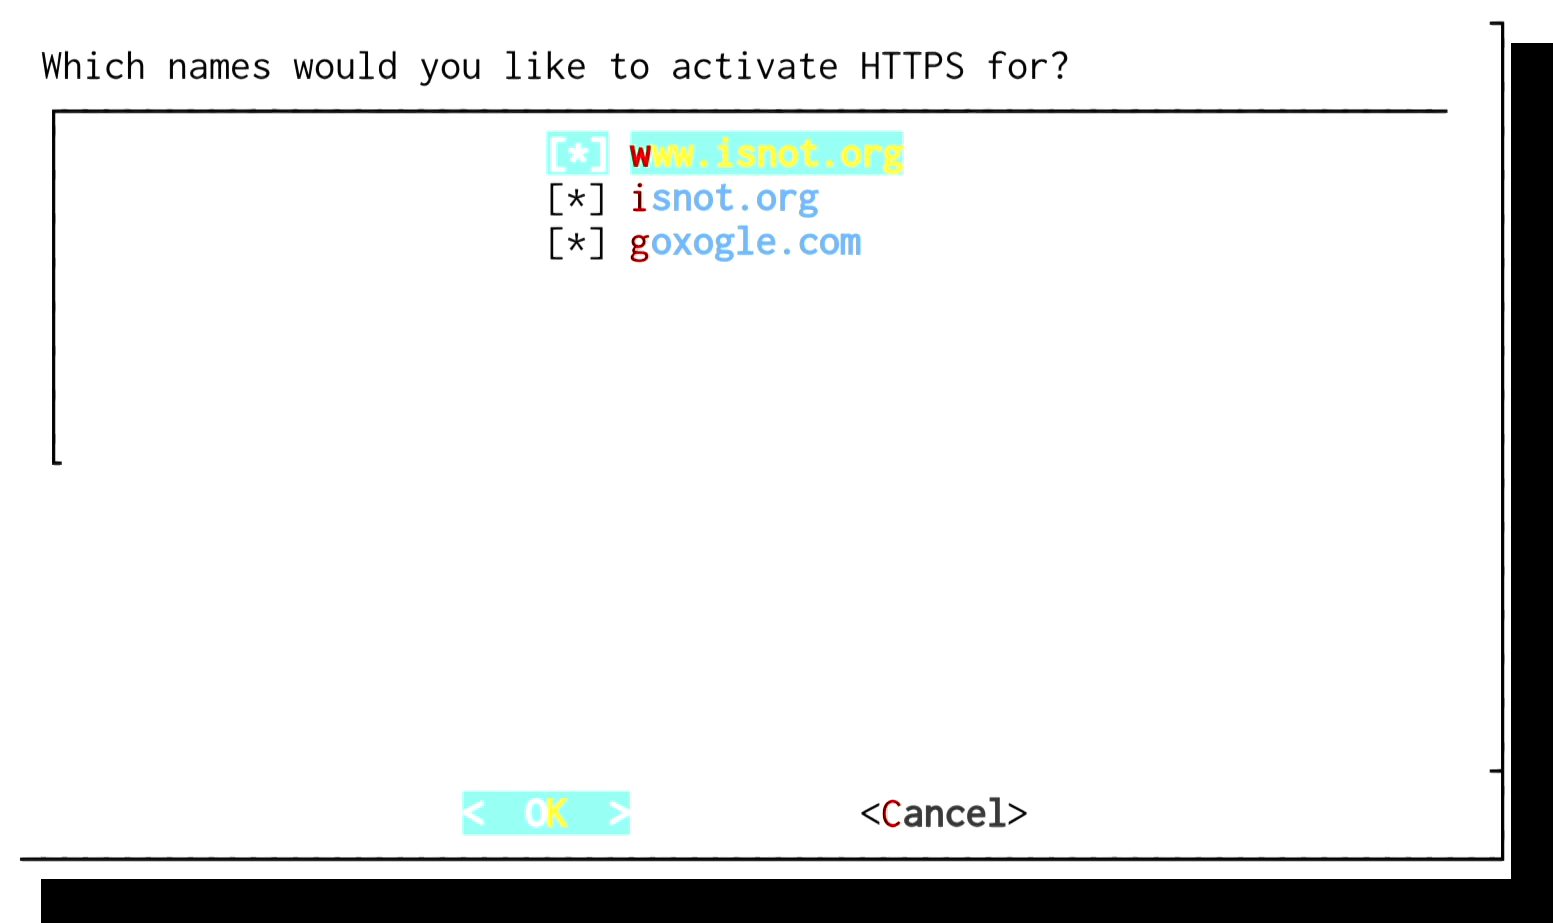 Which names would you like to activate HTTPS for?
[*] www.isnot.org
[*] isnot.org
[*] goxogle.com
< OK > <Cancel>